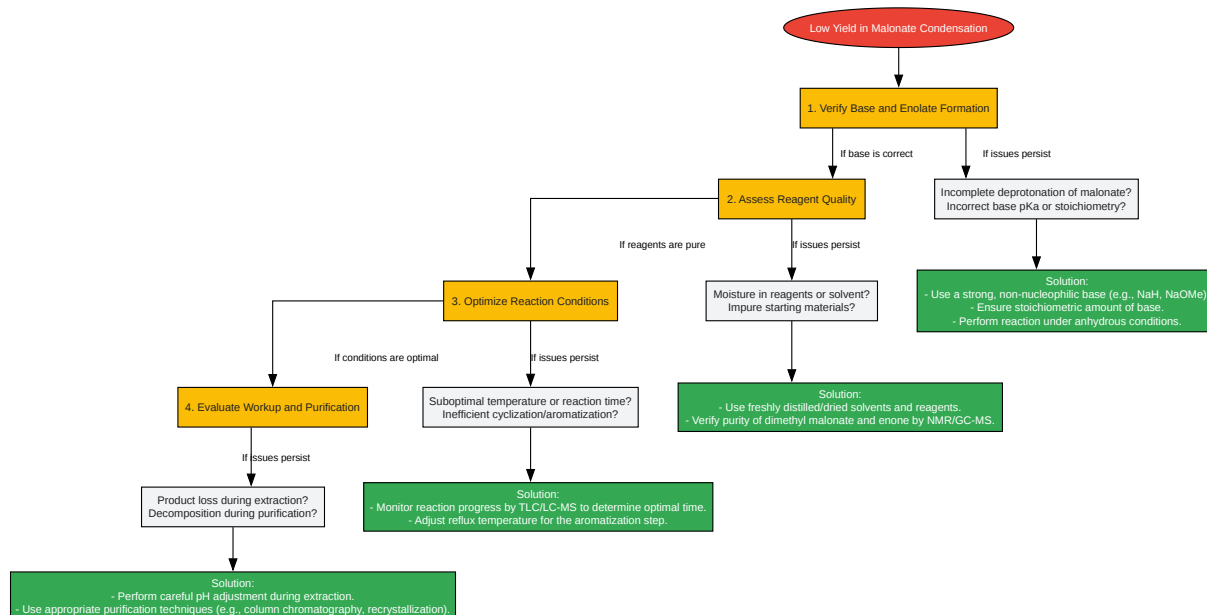 Low Yield in Malonate Condensation
1. Verify Base and Enolate Formation
If base is correct
If issues persist
2. Assess Reagent Quality
Incomplete deprotonation of malonate?
Incorrect base pKa or stoichiometry?
If reagents are pure
If issues persist
Solution:
- Use a strong, non-nucleophilic base (e.g., NaH, NaOMe).
- Ensure stoichiometric amount of base.
- Perform reaction under anhydrous conditions.
3. Optimize Reaction Conditions
Moisture in reagents or solvent?
Impure starting materials?
If conditions are optimal
If issues persist
Solution:
- Use freshly distilled/dried solvents and reagents.
- Verify purity of dimethyl malonate and enone by NMR/GC-MS.
4. Evaluate Workup and Purification
Suboptimal temperature or reaction time?
Inefficient cyclization/aromatization?
If issues persist
Solution:
- Monitor reaction progress by TLC/LC-MS to determine optimal time.
- Adjust reflux temperature for the aromatization step.
Product loss during extraction?
Decomposition during purification?
Solution:
- Perform careful pH adjustment during extraction.
- Use appropriate purification techniques (e.g., column chromatography, recrystallization).